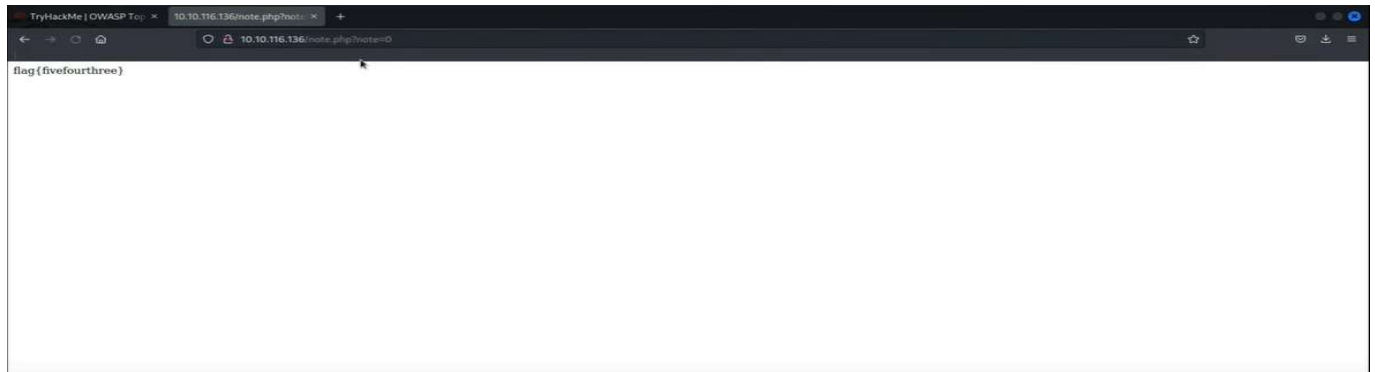 TryHackMe | OWASP Top
10.10.116.136/note.php?note
10.10.116.136/note.php?note=0
flag{fivefourthree}